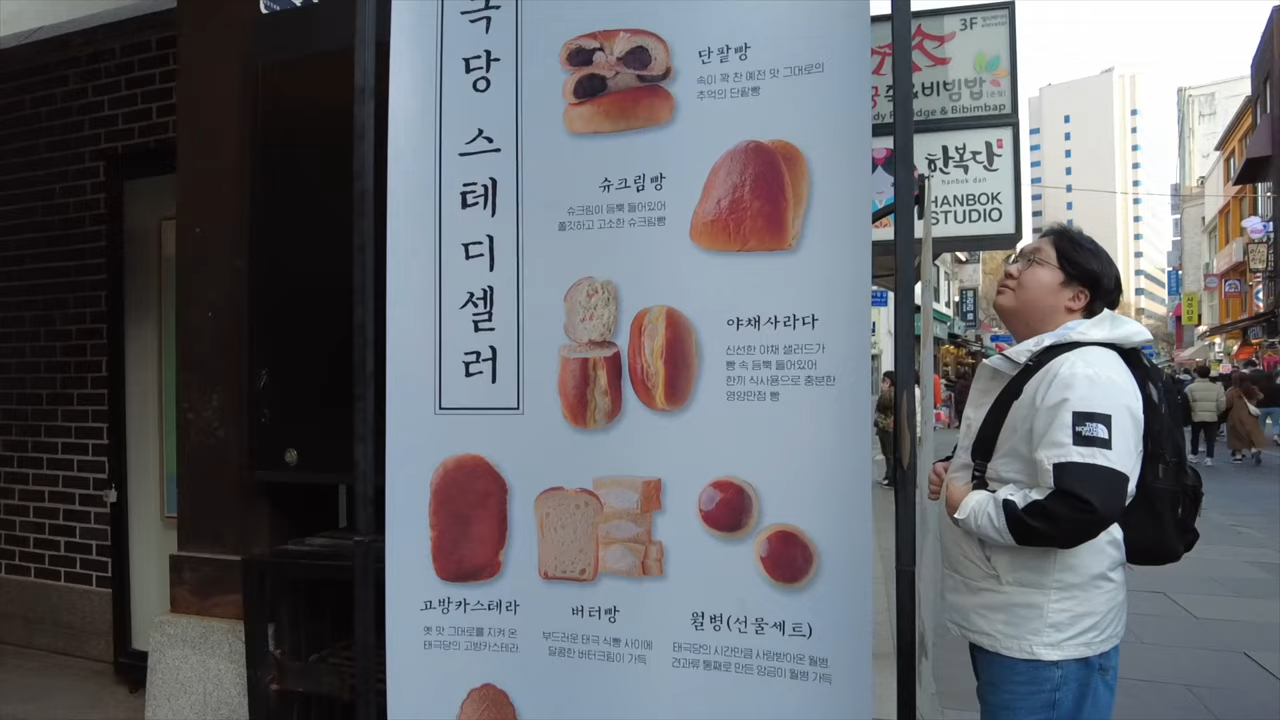 극당 스테디셀러
단팥빵
속이 꽉 찬 예전 맛 그대로의
추억의 단팥빵
슈크림빵
슈크림이 듬뿍 들어있어
쫄깃하고 고소한 슈크림빵
야채사라다
신선한 야채 샐러드가
빵 속 듬뿍 들어있어
한끼 식사용으로 충분한
영양만점 빵
고방카스테라
옛 맛 그대로를 지켜 온
태극당의 고방카스테라
버터빵
부드러운 태극 식빵 사이에
달콤한 버터크림이 가득
월병(선물세트)
태극당의 시간만큼 사랑받아온 월병
견과류 통째로 만든 앙금이 월병 가득
3F
elevator
죽&비빔밥
Porridge & Bibimbap
한복단
hanbok dan
HANBOK
STUDIO
THE
NORTH
FACE
사주타로